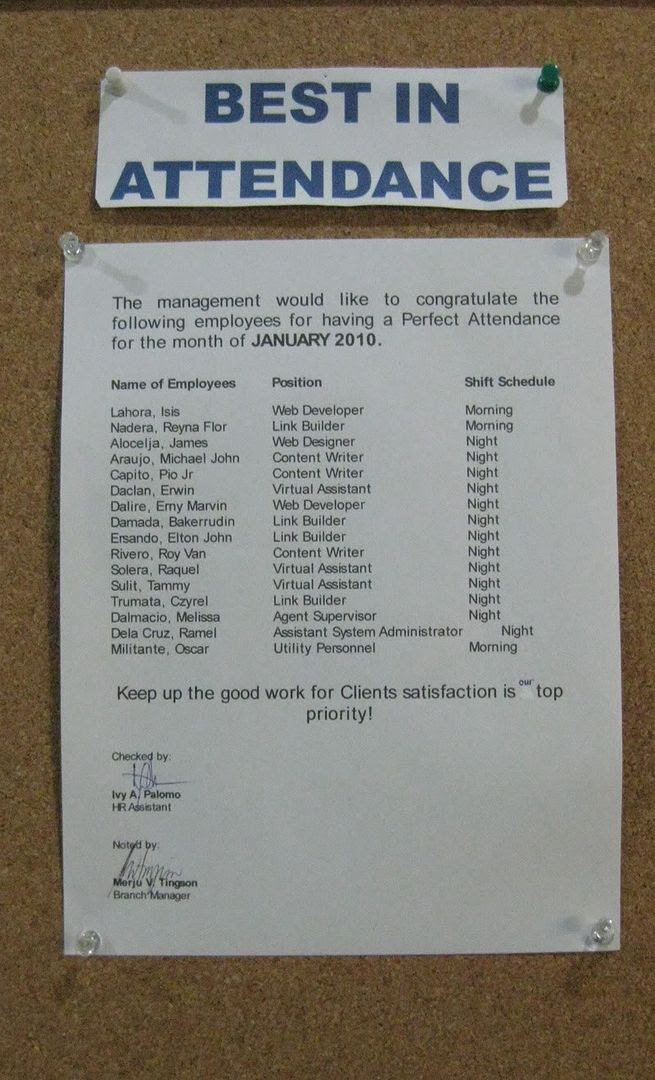 BEST IN
ATTENDANCE
The management would like to congratulate the
following employees for having a Perfect Attendance
for the month of JANUARY 2010.
Name of Employees Position Shift Schedule
Lahora, Isis Web Developer Morning
Nadera, Reyna Flor Link Builder Morning
Alocelja, James Web Designer Night
Araujo, Michael John Content Writer Night
Capito, Pio Jr Content Writer Night
Daclan, Erwin Virtual Assistant Night
Dalire, Erny Marvin Web Developer Night
Damada, Bakerrudin Link Builder Night
Ersando, Elton John Link Builder Night
Rivero, Roy Van Content Writer Night
Solera, Raquel Virtual Assistant Night
Sulit, Tammy Virtual Assistant Night
Trumata, Czyrel Link Builder Night
Dalmacio, Melissa Agent Supervisor Night
Dela Cruz, Ramel Assistant System Administrator Night
Militante, Oscar Utility Personnel Morning
Keep up the good work for Clients satisfaction is our top
priority!
Checked by:
Ivy A. Palomo
HR Assistant
Noted by:
Merju V. Tingson
Branch Manager